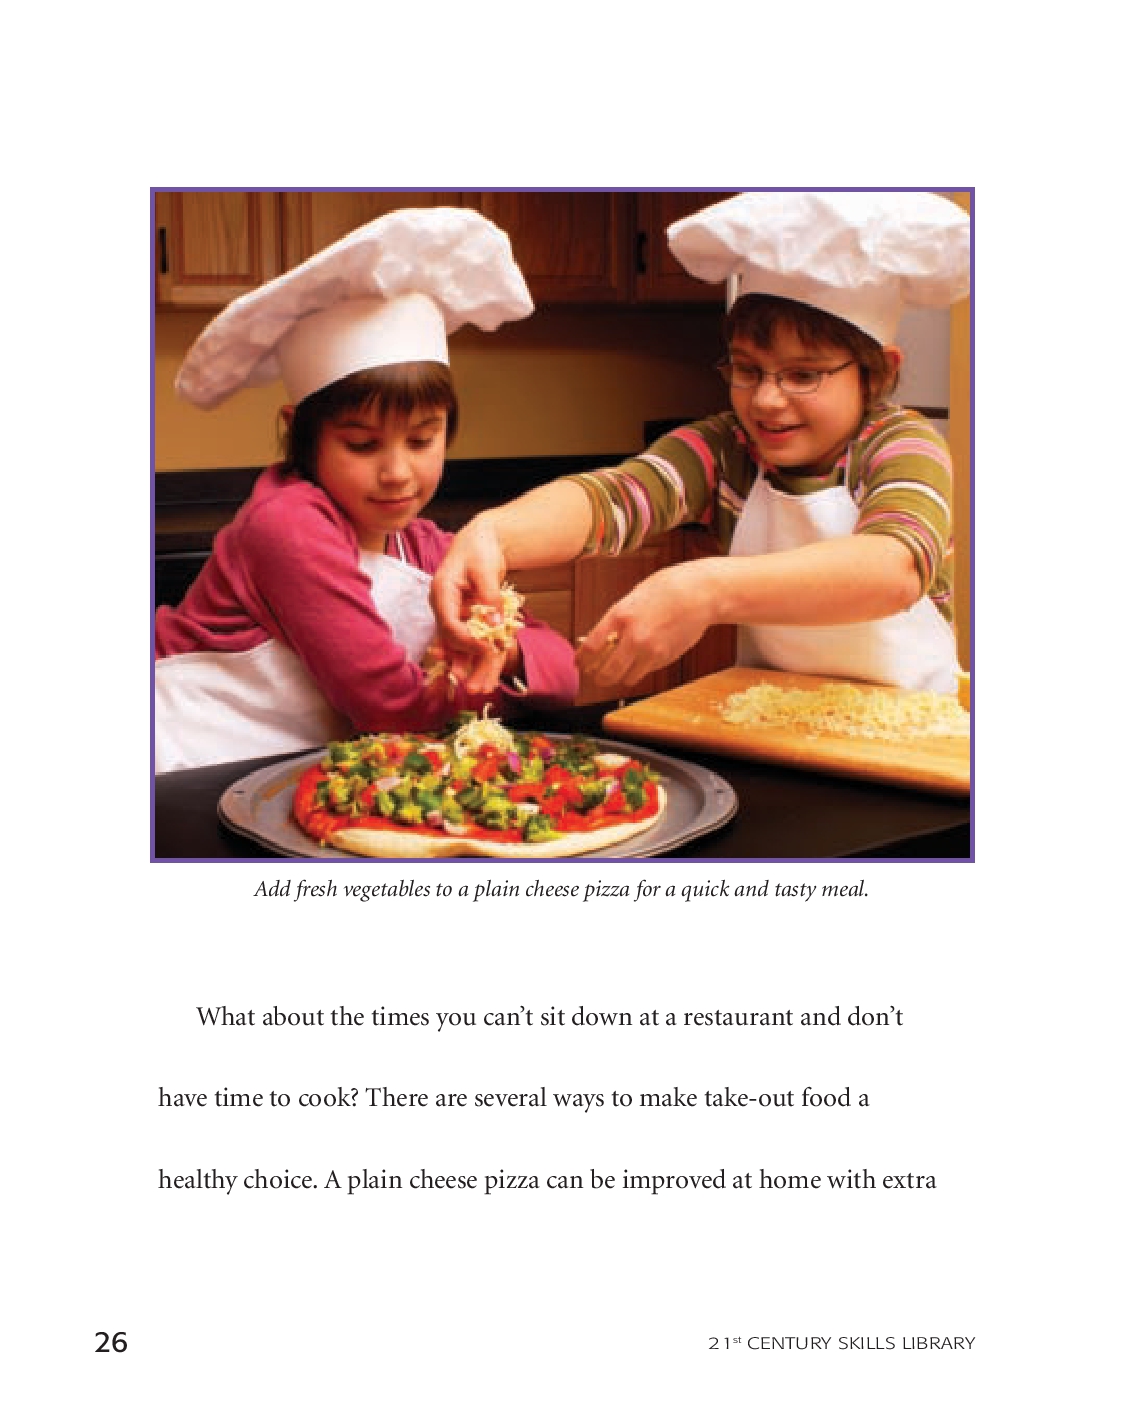 Add fresh vegetables to a plain cheese pizza for a quick and tasty meal.
What about the times you can’t sit down at a restaurant and don’t
have time to cook? There are several ways to make take-out food a
healthy choice. A plain cheese pizza can be improved at home with extra
26
21st CENTURY SKILLS LIBRARY